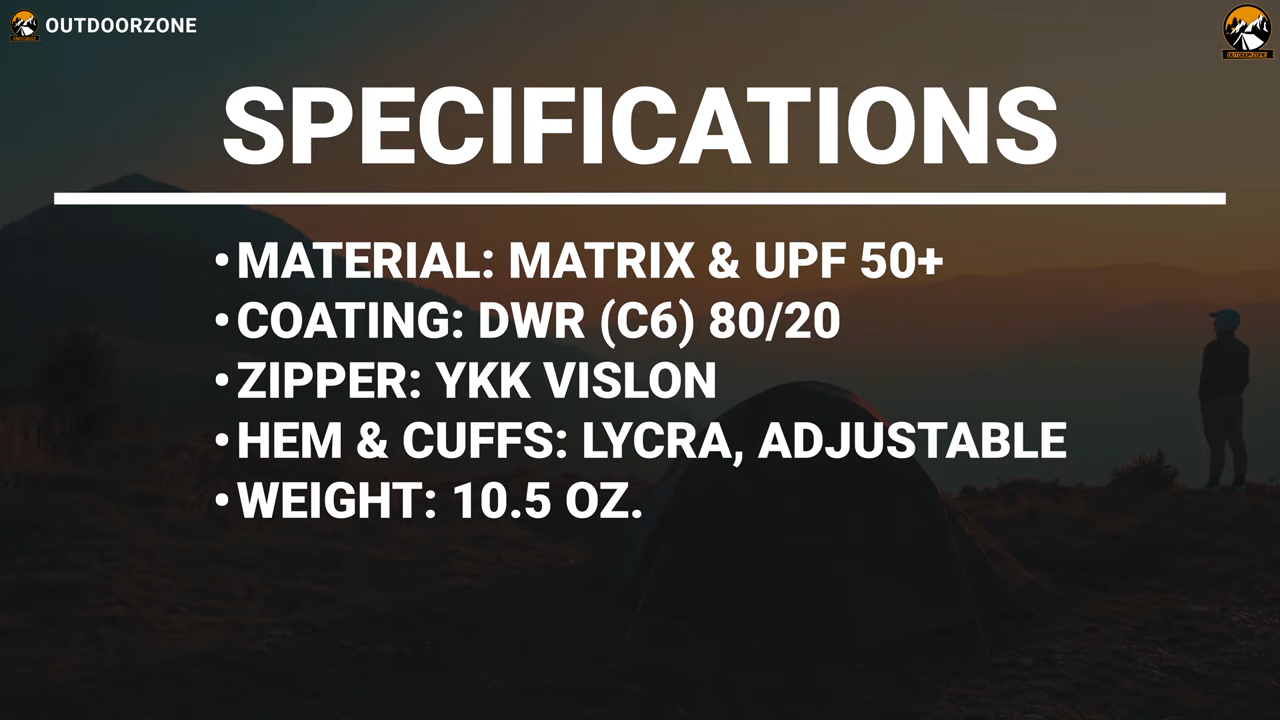 OUTDOORZONE
SPECIFICATIONS
• MATERIAL: MATRIX & UPF 50+
• COATING: DWR (C6) 80/20
• ZIPPER: YKK VISLON
• HEM & CUFFS: LYCRA, ADJUSTABLE
• WEIGHT: 10.5 OZ.
OUTDOORZONE